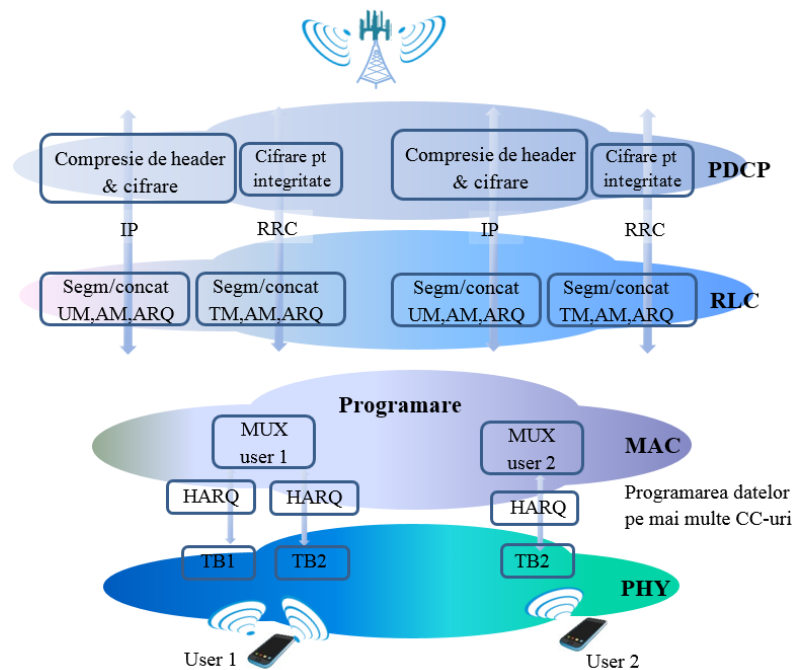 Compresie de header
& cifrare
Cifrare pt
integritate
Compresie de header
& cifrare
Cifrare pt
integritate
PDCP
IP
RRC
IP
RRC
Segm/concat
UM,AM,ARQ
Segm/concat
TM,AM,ARQ
Segm/concat
UM,AM,ARQ
Segm/concat
TM,AM,ARQ
RLC
Programare
MUX
user 1
MUX
user 2
MAC
HARQ
HARQ
HARQ
Programarea datelor
pe mai multe CC-uri
TB1
TB2
TB2
PHY
User 1
User 2